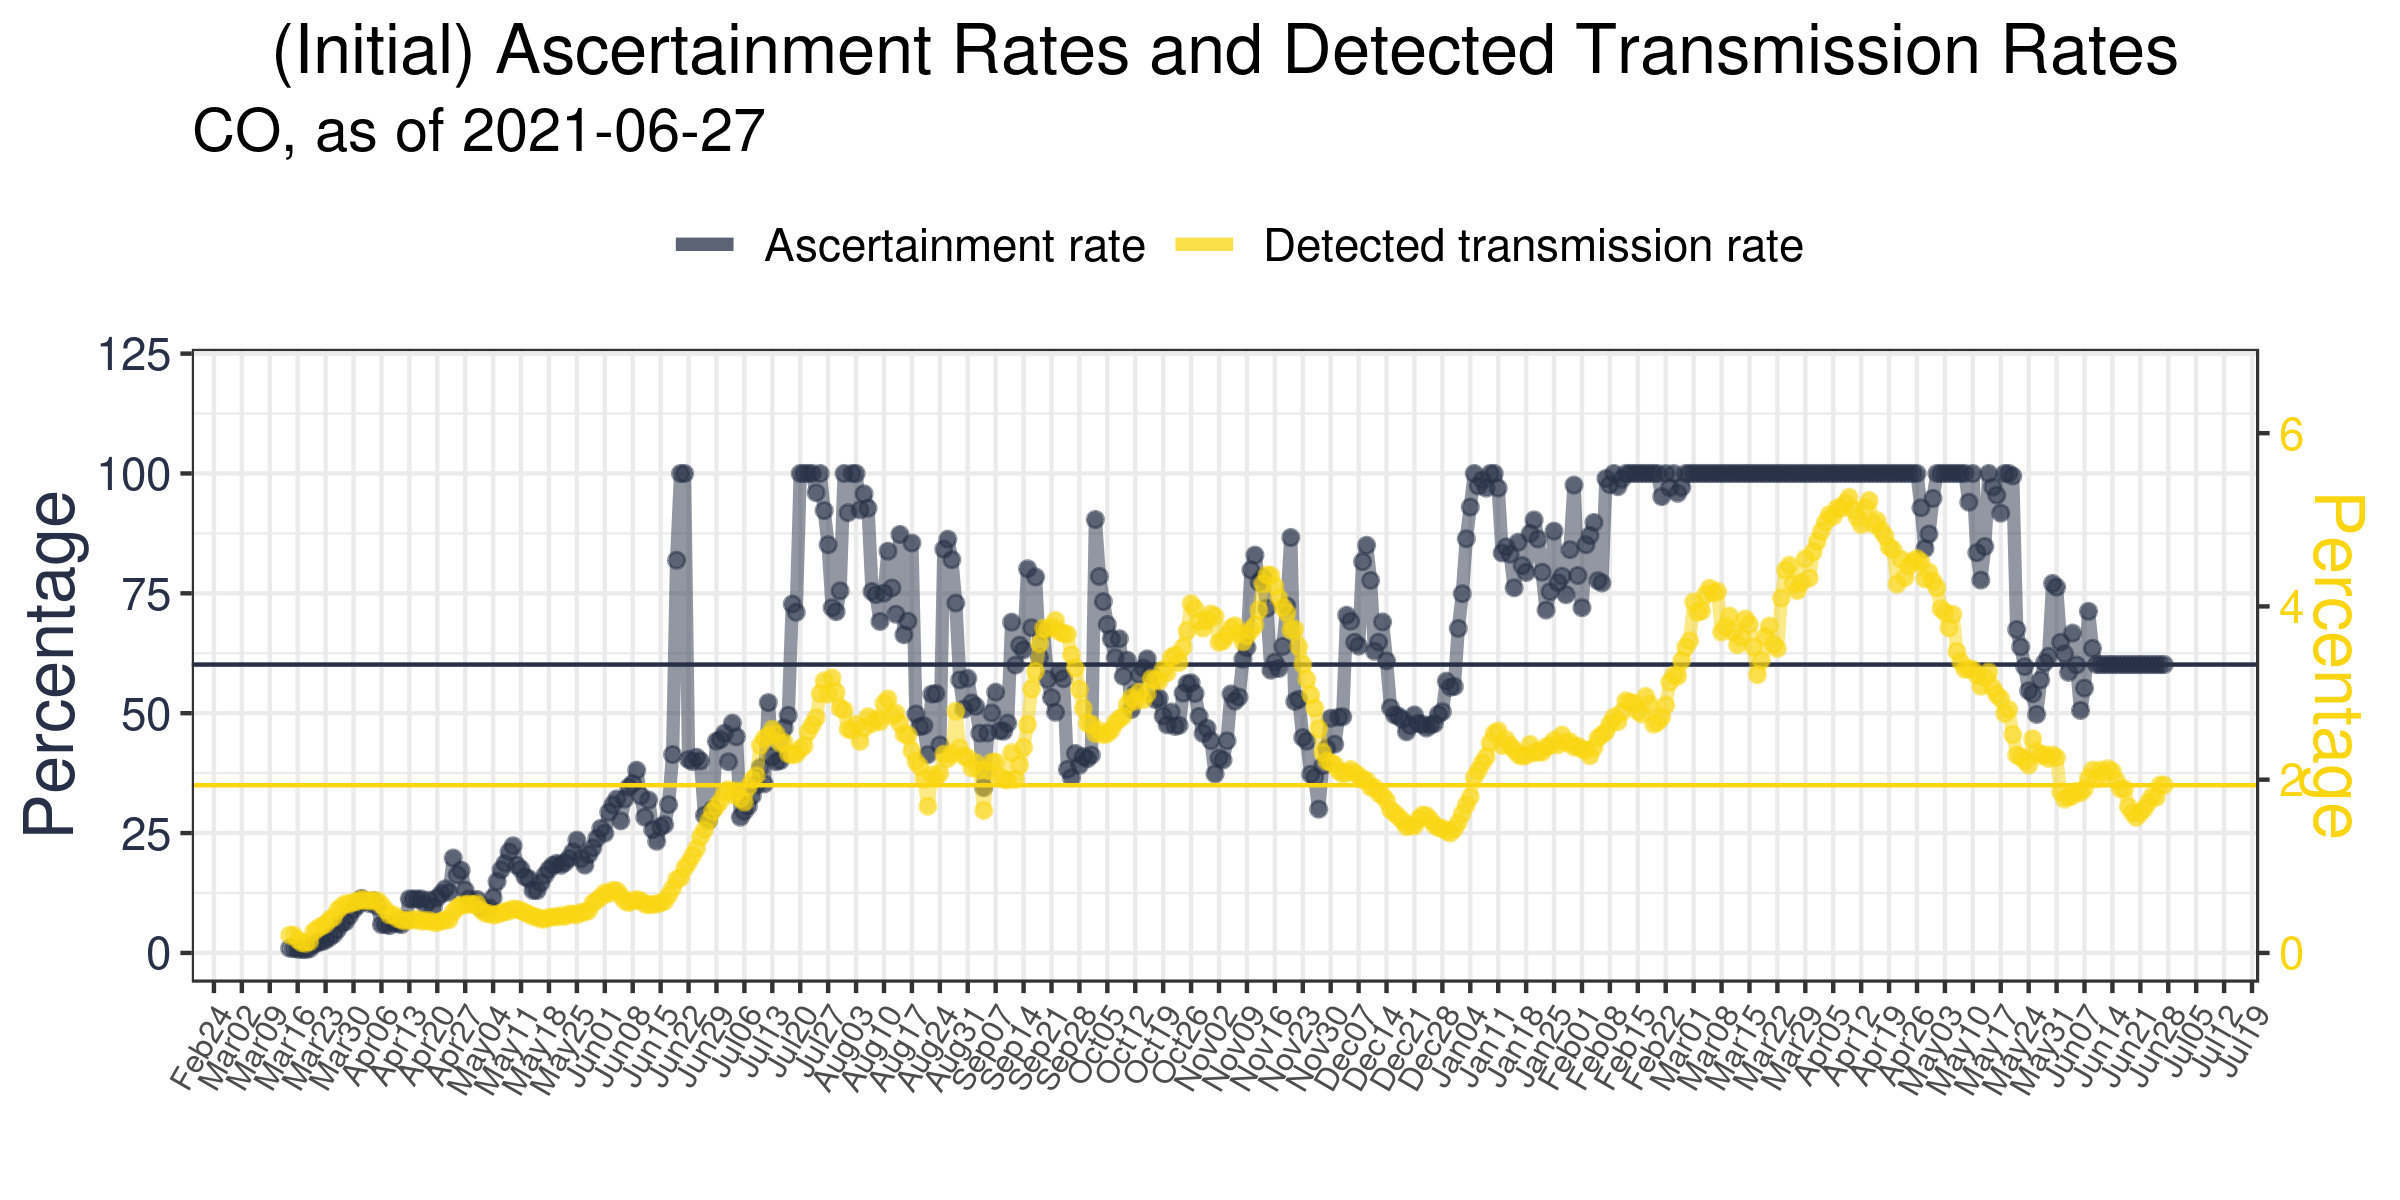 (Initial) Ascertainment Rates and Detected Transmission Rates
CO, as of 2021-06-27
Ascertainment rate
Detected transmission rate
Percentage
125
100
75
50
25
0
6
4
2
0
Percentage
Feb24
Mar02
Mar09
Mar16
Mar23
Mar30
Apr06
Apr13
Apr20
Apr27
May04
May11
May18
May25
Jun01
Jun08
Jun15
Jun22
Jun29
Jul06
Jul13
Jul20
Jul27
Aug03
Aug10
Aug17
Aug24
Aug31
Sep07
Sep14
Sep21
Sep28
Oct05
Oct12
Oct19
Oct26
Nov02
Nov09
Nov16
Nov23
Nov30
Dec07
Dec14
Dec21
Dec28
Jan04
Jan11
Jan18
Jan25
Feb01
Feb08
Feb15
Feb22
Mar01
Mar08
Mar15
Mar22
Mar29
Apr05
Apr12
Apr19
Apr26
May03
May10
May17
May24
May31
Jun07
Jun14
Jun21
Jun28
Jul05
Jul12
Jul19